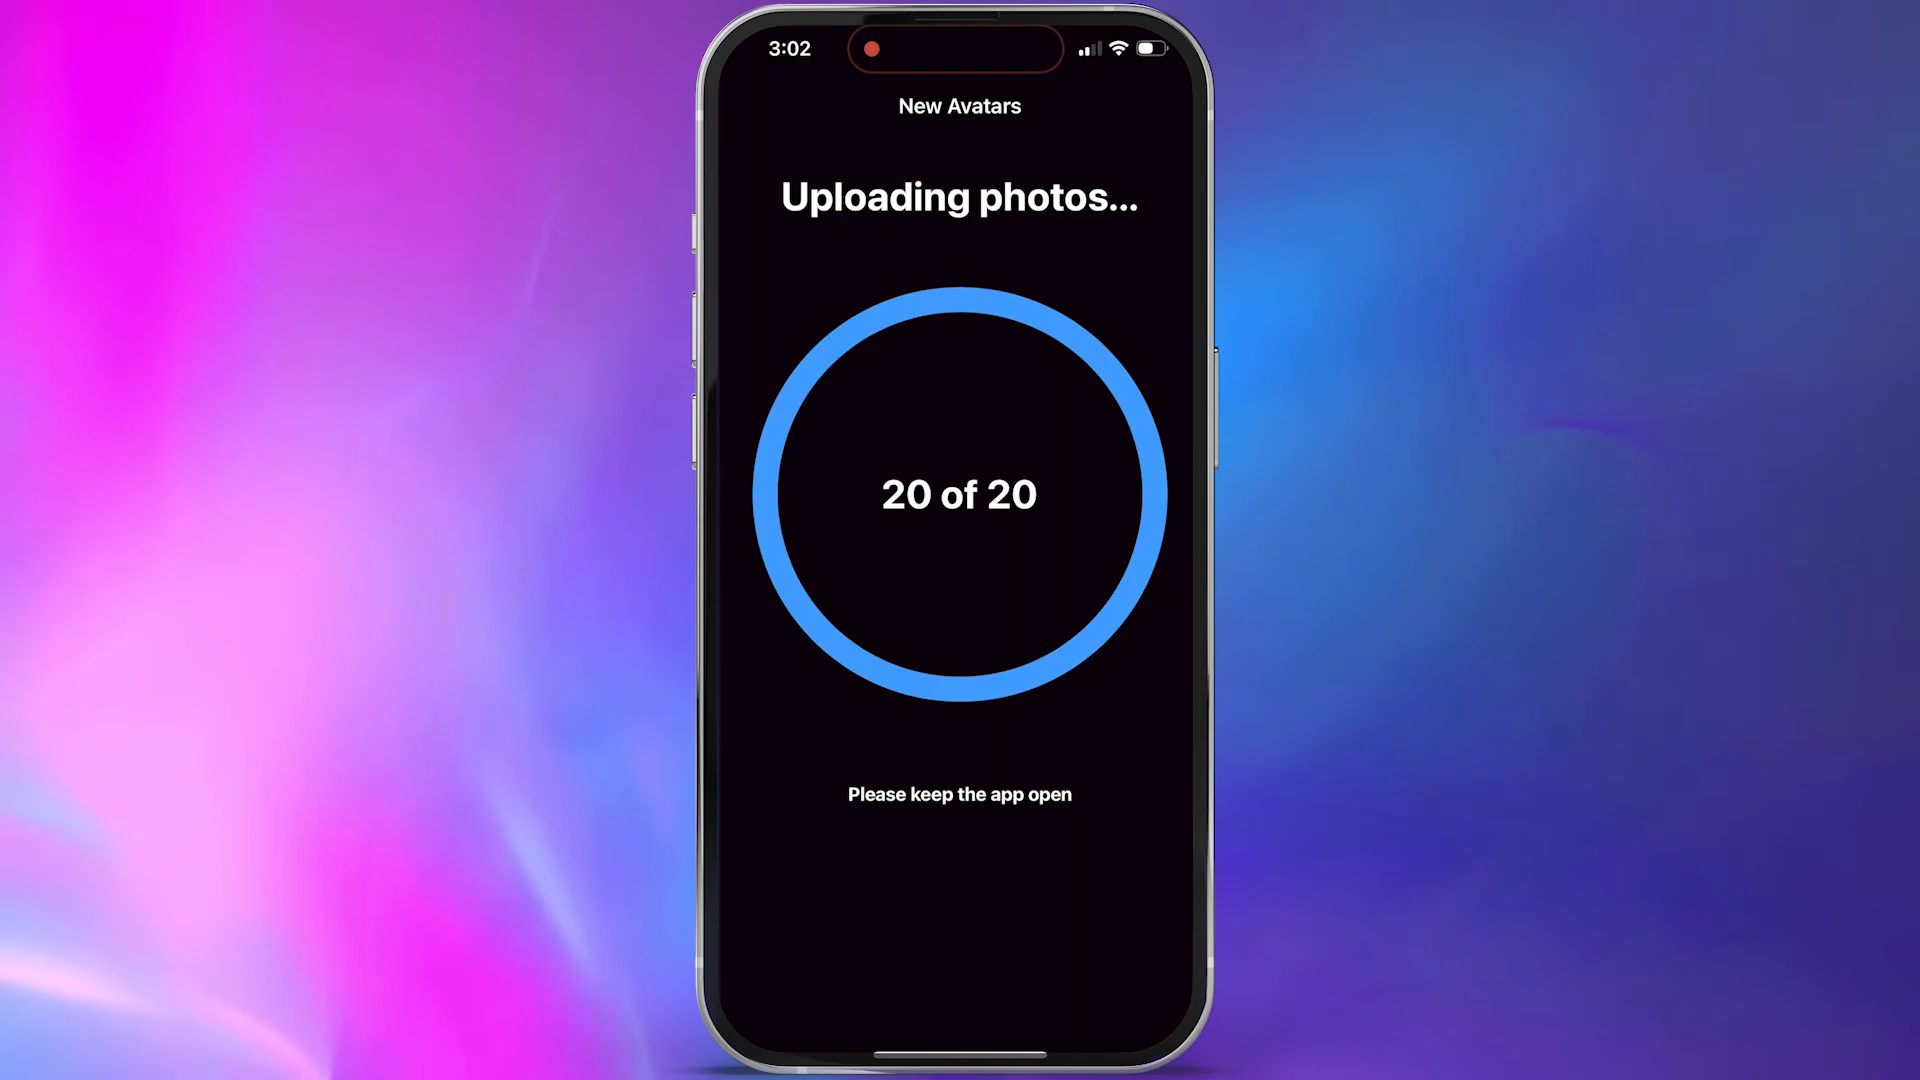 3:02
New Avatars
Uploading photos...
20 of 20
Please keep the app open